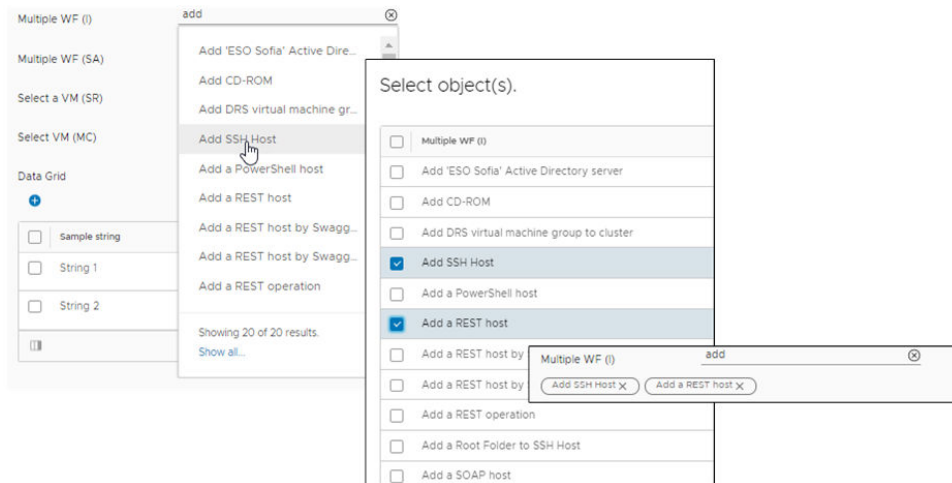 Multiple WF (I)
add
Multiple WF (SA)
Select a VM (SR)
Select VM (MC)
Data Grid
Sample string
String 1
String 2
Add 'ESO Sofia' Active Dire...
Add CD-ROM
Add DRS virtual machine gr...
Add SSH Host
Add a PowerShell host
Add a REST host
Add a REST host by Swagg...
Add a REST host by Swagg...
Add a REST operation
Showing 20 of 20 results.
Show all...
Select object(s).
Multiple WF (I)
Add 'ESO Sofia' Active Directory server
Add CD-ROM
Add DRS virtual machine group to cluster
Add SSH Host
Add a PowerShell host
Add a REST host
Add a REST host by
Add a REST host by
Add a REST operation
Add a Root Folder to SSH Host
Add a SOAP host
Multiple WF (I)
add
Add SSH Host
Add a REST host